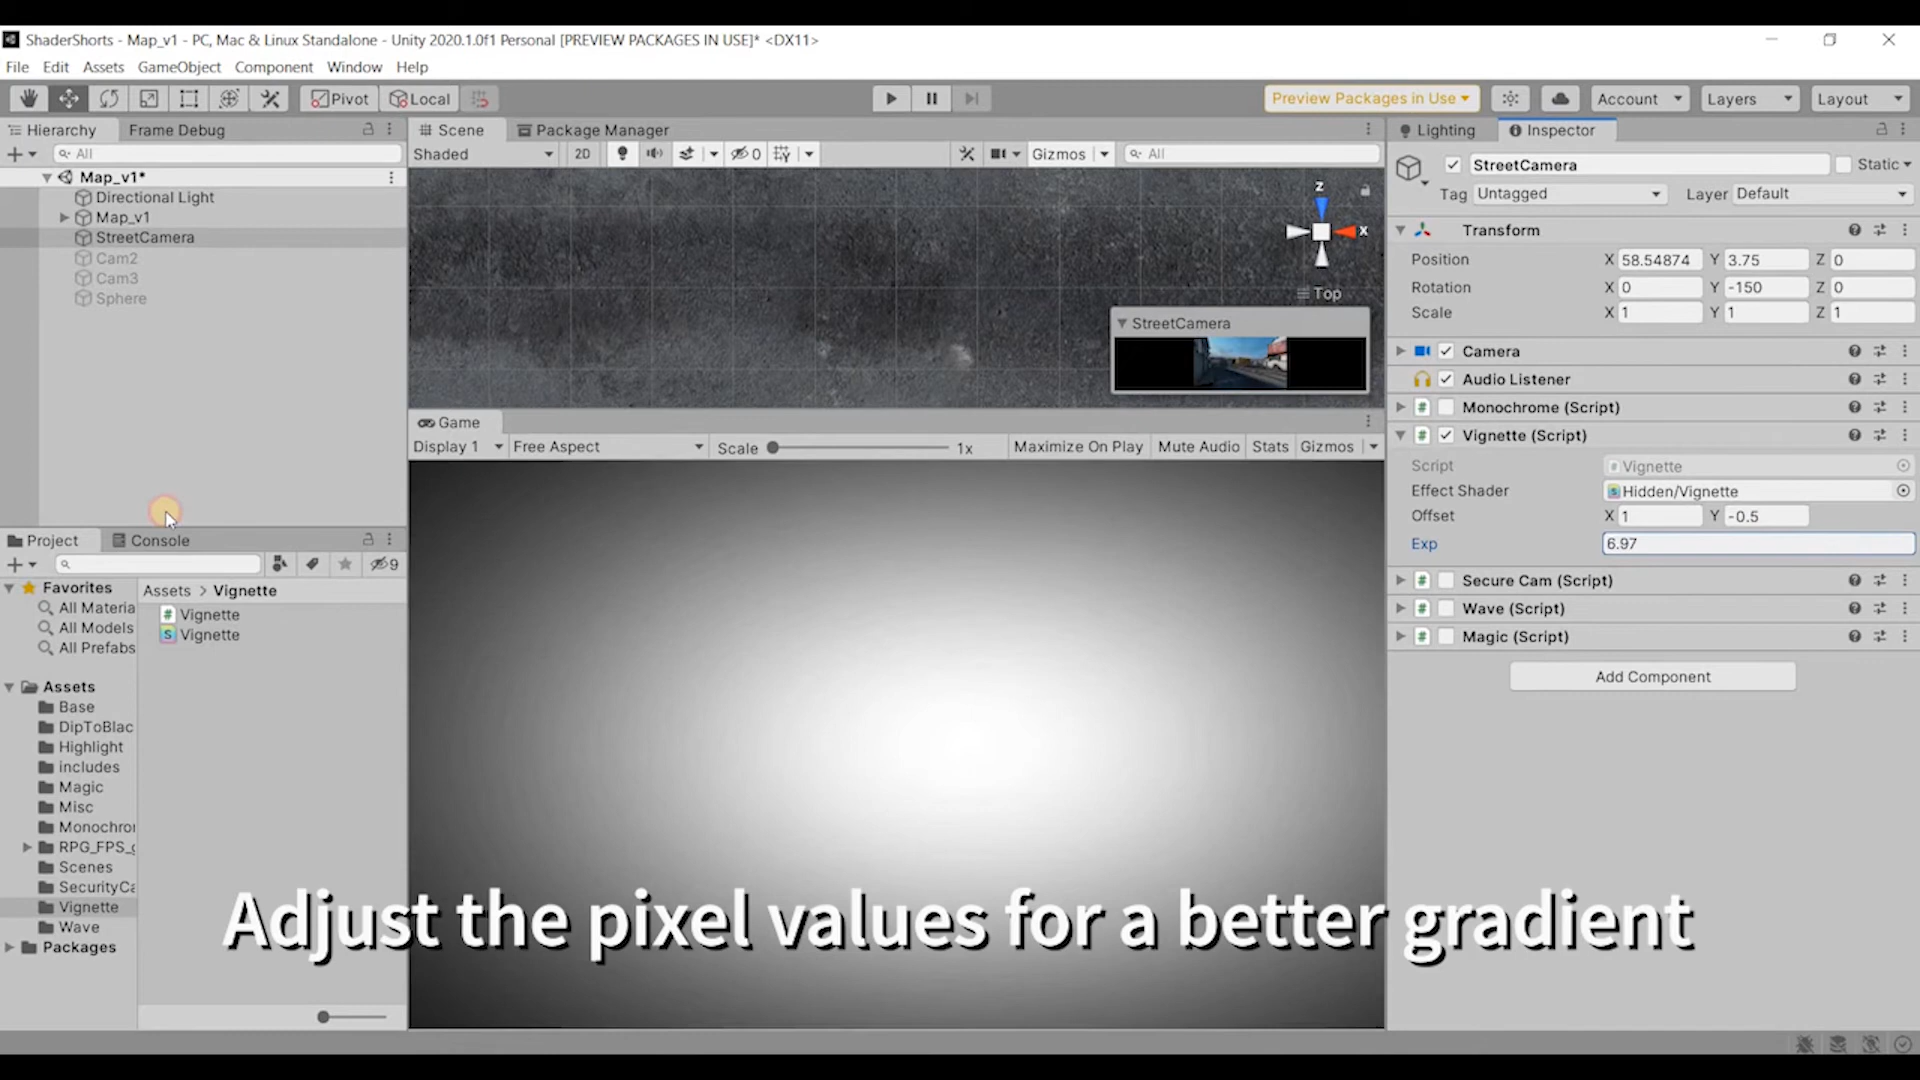 ShaderShorts - Map_v1 - PC, Mac & Linux Standalone - Unity 2020.1.0f1 Personal [PREVIEW PACKAGES IN USE]* <DX11>
File Edit Assets GameObject Component Window Help
Pivot Local Preview Packages in Use Account Layers Layout
Hierarchy Frame Debug
All
Map_v1*
Directional Light
Map_v1
StreetCamera
Cam2
Cam3
Sphere
Scene Package Manager
Shaded 2D 0 Gizmos All
Z
X
Top
StreetCamera
Game
Display 1 Free Aspect Scale 1x Maximize On Play Mute Audio Stats Gizmos
Project Console
9
Favorites
All Materia
All Models
All Prefabs
Assets
Base
DipToBlac
Highlight
includes
Magic
Misc
Monochror
RPG_FPS_g
Scenes
SecurityCa
Vignette
Wave
Packages
Assets > Vignette
Vignette
Vignette
Lighting Inspector
StreetCamera Static
Tag Untagged Layer Default
Transform
Position X 58.54874 Y 3.75 Z 0
Rotation X 0 Y -150 Z 0
Scale X 1 Y 1 Z 1
Camera
Audio Listener
Monochrome (Script)
Vignette (Script)
Script Vignette
Effect Shader Hidden/Vignette
Offset X 1 Y -0.5
Exp 6.97
Secure Cam (Script)
Wave (Script)
Magic (Script)
Add Component
Adjust the pixel values for a better gradient